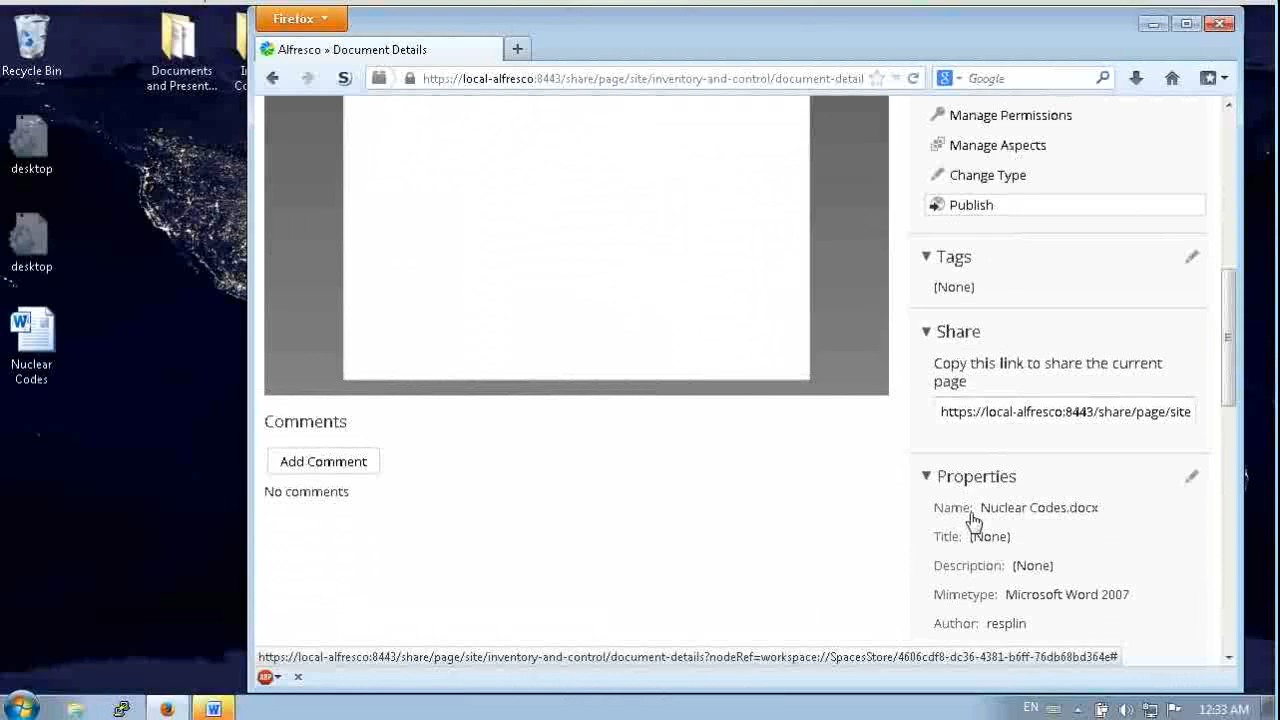 Recycle Bin
Documents
and Present...
desktop
desktop
Nuclear
Codes
Firefox
Alfresco » Document Details
https://local-alfresco:8443/share/page/site/inventory-and-control/document-detail
Google
Manage Permissions
Manage Aspects
Change Type
Publish
Tags
(None)
Share
Copy this link to share the current
page
https://local-alfresco:8443/share/page/site
Comments
Add Comment
No comments
Properties
Name: Nuclear Codes.docx
Title: (None)
Description: (None)
Mimetype: Microsoft Word 2007
Author: resplin
https://local-alfresco:8443/share/page/site/inventory-and-control/document-details?nodeRef=workspace://SpacesStore/4606cdf8-dc36-4381-b6ff-76db68bd364e#
ABP
EN
12:33 AM